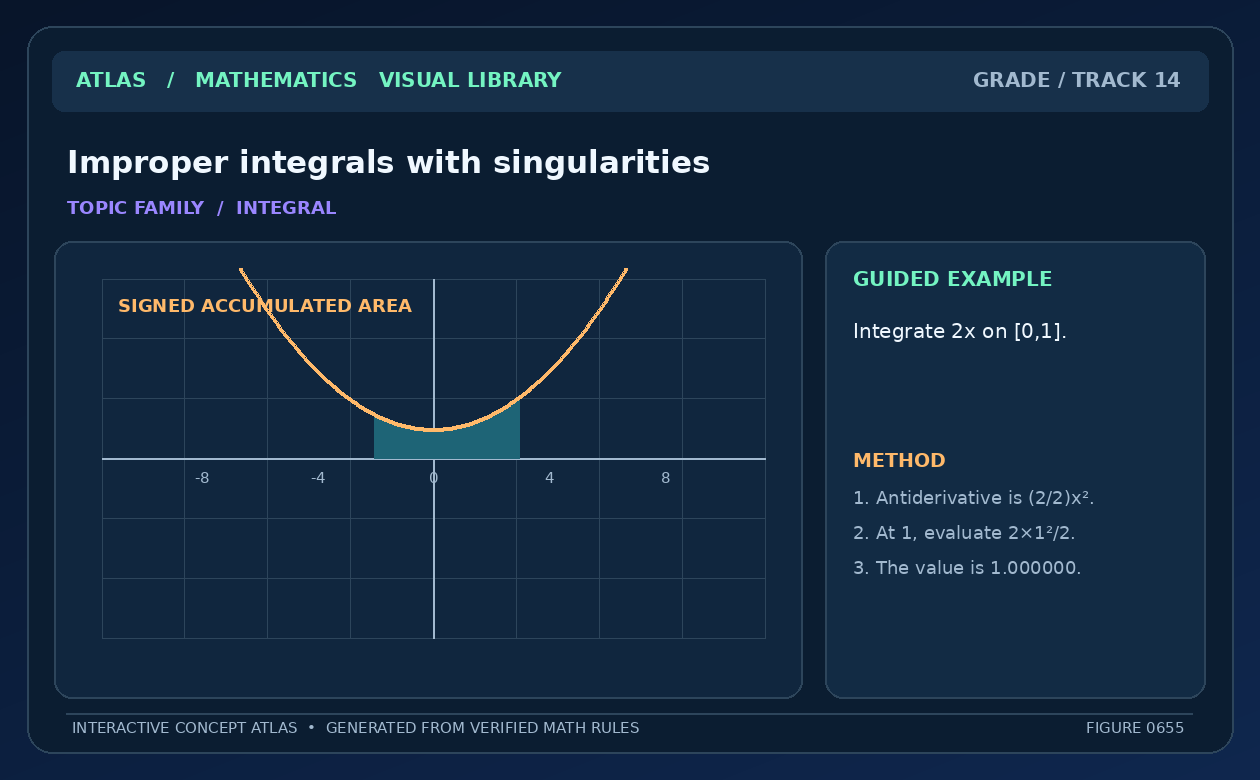 ATLAS / MATHEMATICS VISUAL LIBRARY
GRADE / TRACK 14
Improper integrals with singularities
TOPIC FAMILY / INTEGRAL
SIGNED ACCUMULATED AREA
-8 -4 0 4 8
GUIDED EXAMPLE
Integrate 2x on [0,1].
METHOD
1. Antiderivative is (2/2)x².
2. At 1, evaluate 2×1²/2.
3. The value is 1.000000.
INTERACTIVE CONCEPT ATLAS • GENERATED FROM VERIFIED MATH RULES
FIGURE 0655